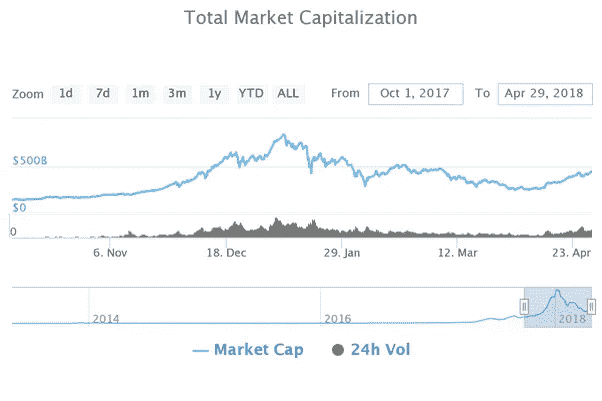 Total Market Capitalization
Zoom 1d 7d 1m 3m 1y YTD ALL From Oct 1, 2017 To Apr 29, 2018
$500B
$0
0
6. Nov 18. Dec 29. Jan 12. Mar 23. Apr
2014 2016 2018
Market Cap 24h Vol